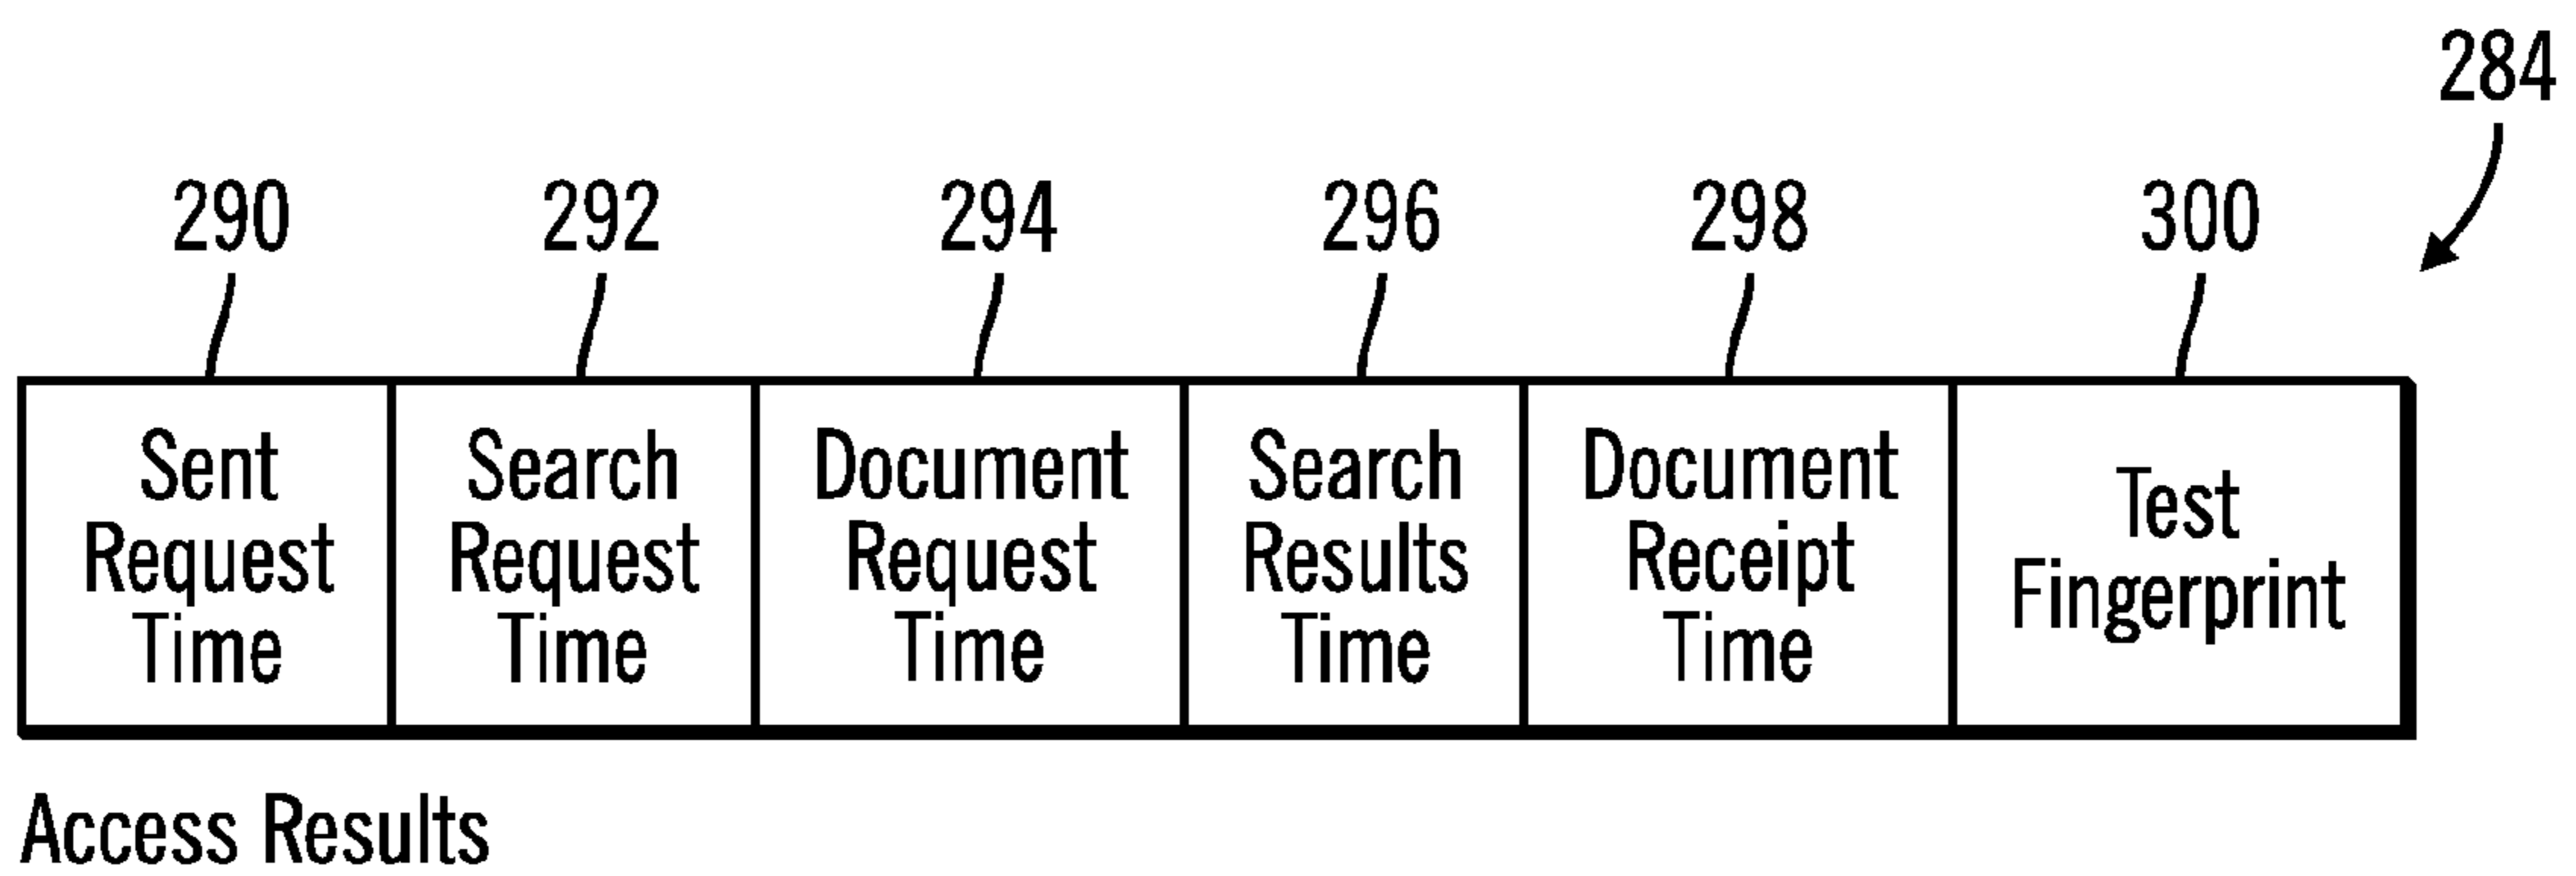 284
290 292 294 296 298 300
Sent
Request
Time
Search
Request
Time
Document
Request
Time
Search
Results
Time
Document
Receipt
Time
Test
Fingerprint
Access Results